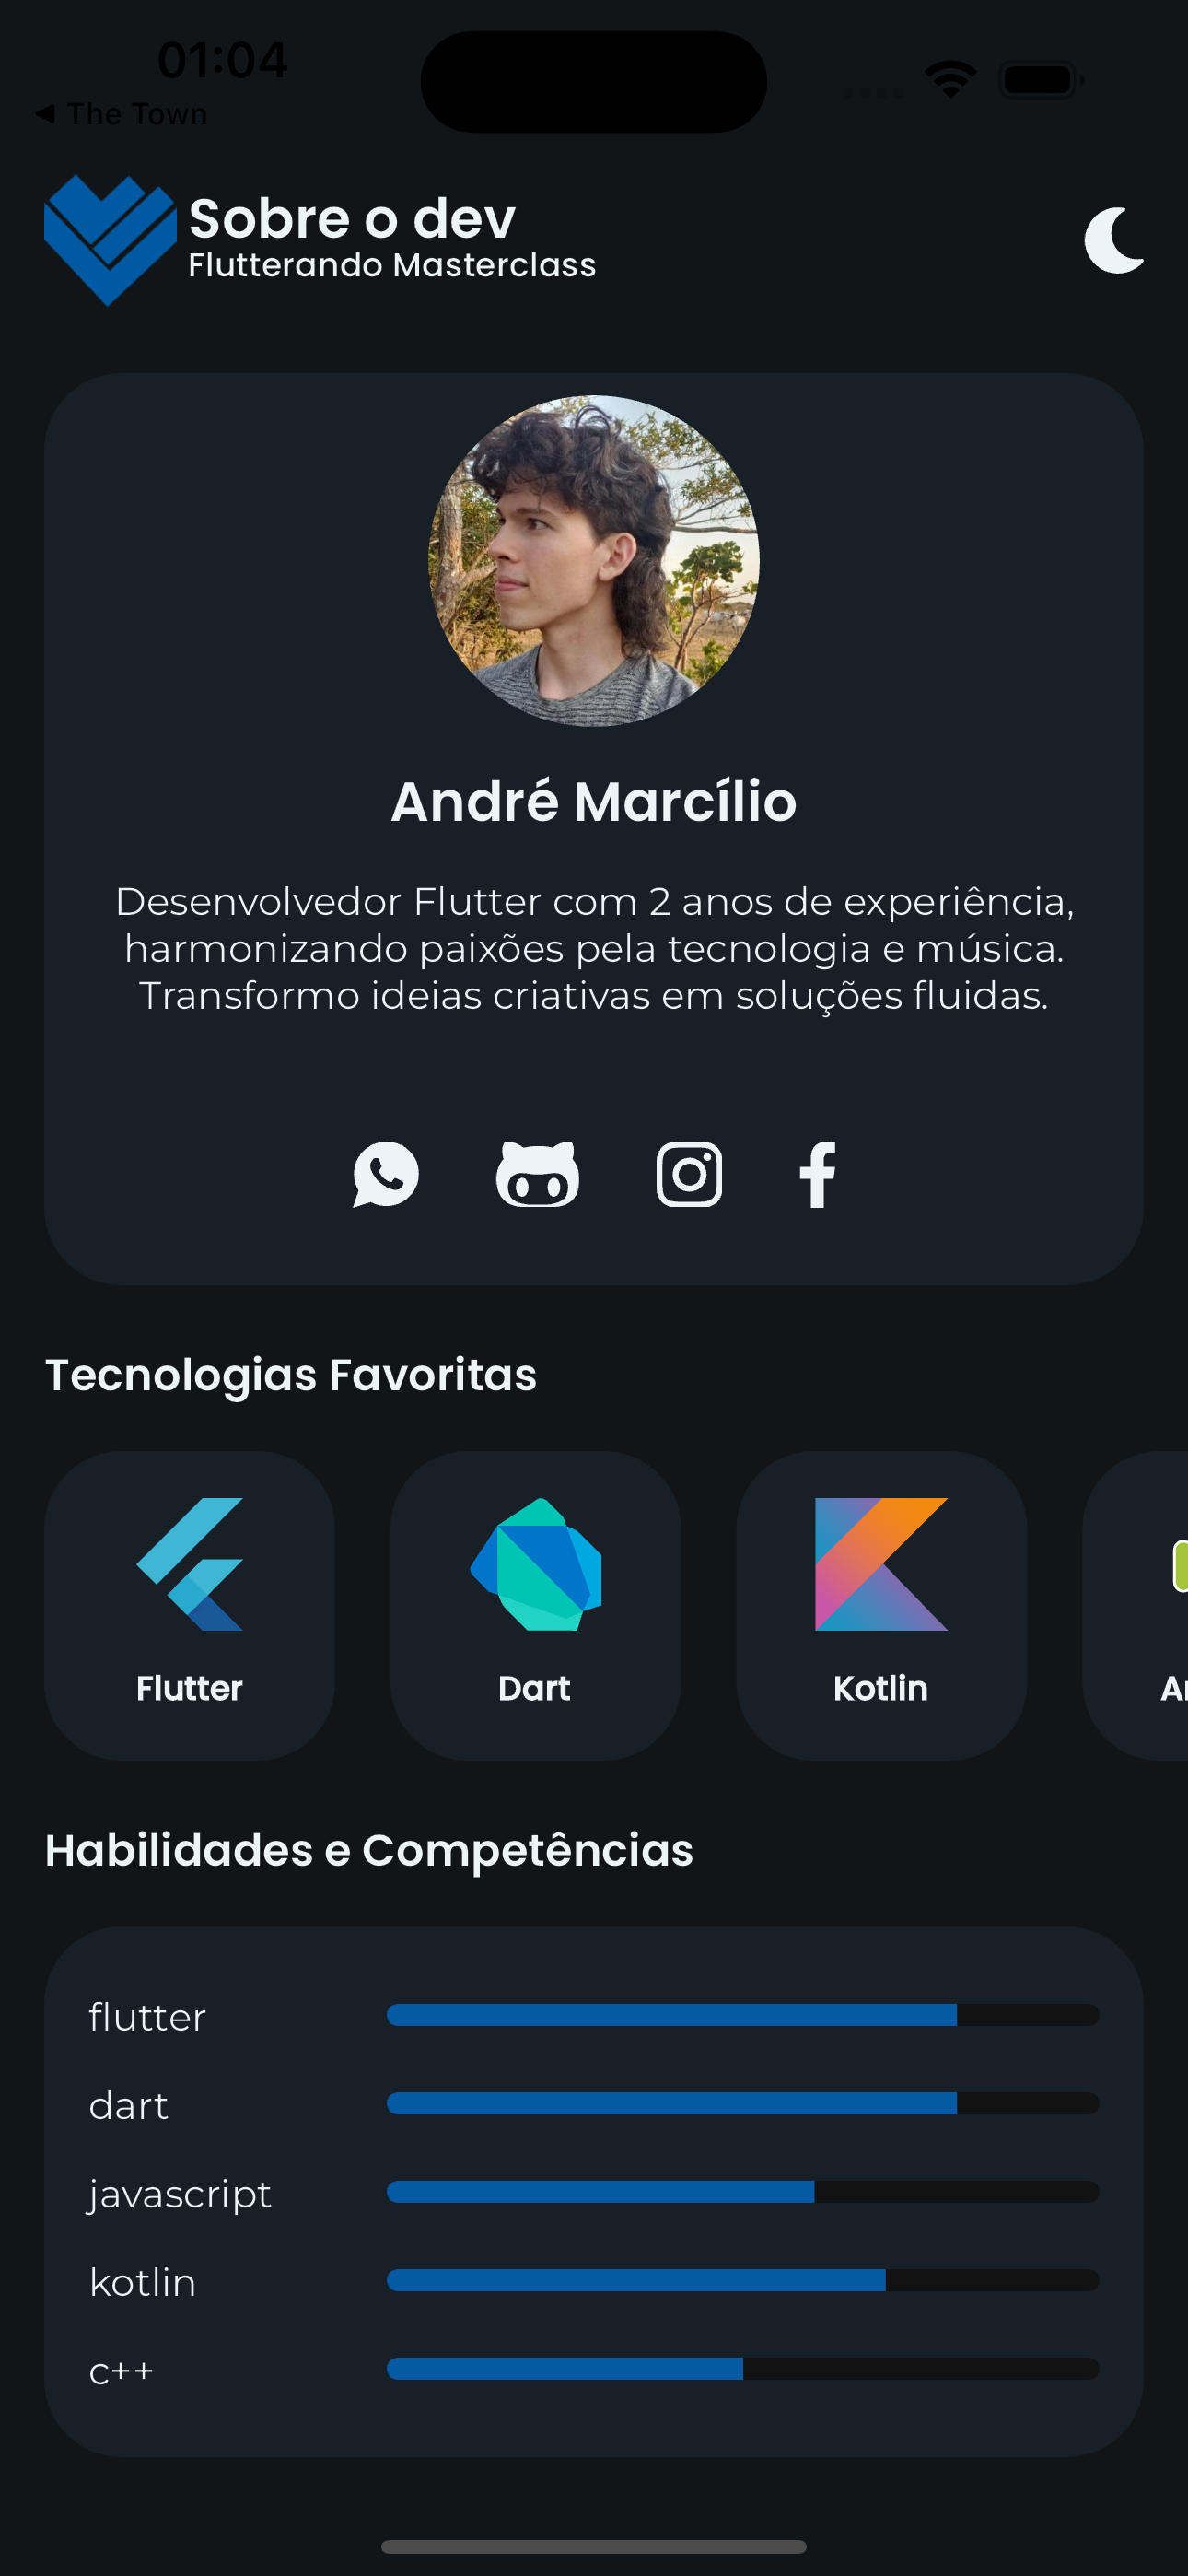 01:04
◀ The Town
Sobre o dev
Flutterando Masterclass
André Marcílio
Desenvolvedor Flutter com 2 anos de experiência,
harmonizando paixões pela tecnologia e música.
Transformo ideias criativas em soluções fluidas.
Tecnologias Favoritas
Flutter Dart Kotlin
Habilidades e Competências
flutter
dart
javascript
kotlin
c++